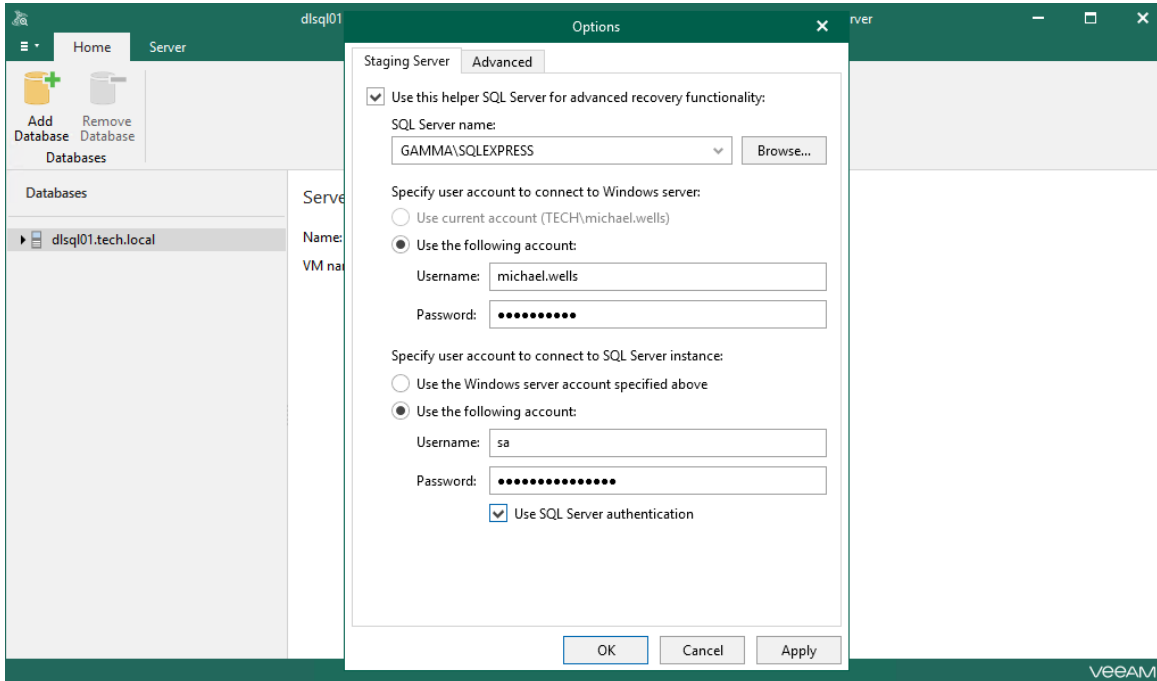 dlsql01
rver
Home
Server
Add
Database
Remove
Database
Databases
Databases
dlsql01.tech.local
Serve
Name:
VM nar
Options
Staging Server
Advanced
Use this helper SQL Server for advanced recovery functionality:
SQL Server name:
GAMMA\SQLEXPRESS
Browse...
Specify user account to connect to Windows server:
Use current account (TECH\michael.wells)
Use the following account:
Username: michael.wells
Password: ●●●●●●●●●●
Specify user account to connect to SQL Server instance:
Use the Windows server account specified above
Use the following account:
Username: sa
Password: ●●●●●●●●●●●●●●●
Use SQL Server authentication
OK
Cancel
Apply
veeAM